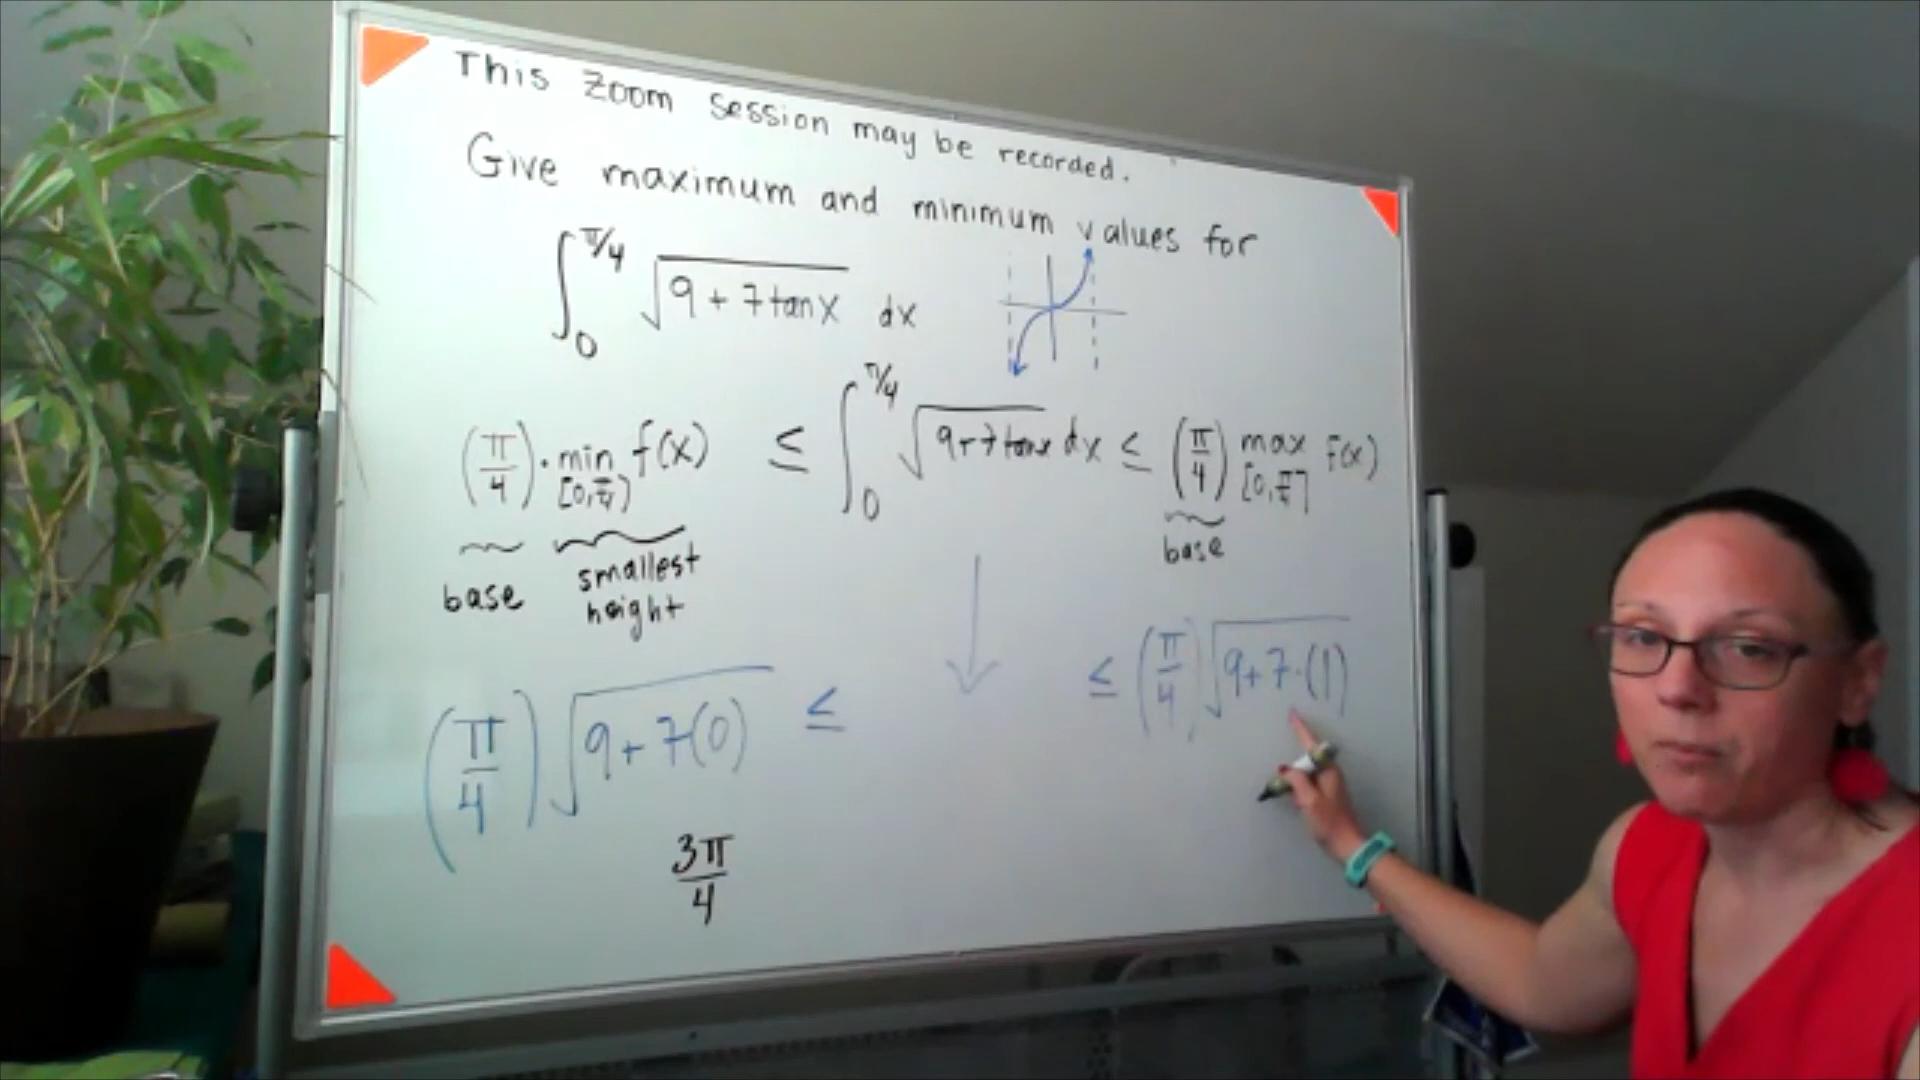 This Zoom session may be recorded.
Give maximum and minimum values for
∫₀^{π/4} √(9 + 7tanx) dx
(π/4) · min_{[0,π/4]} f(x) ≤ ∫₀^{π/4} √(9+7tanx) dx ≤ (π/4) max_{[0,π/4]} f(x)
base smallest height base
(π/4) √(9+7(0)) ≤ ≤ (π/4) √(9+7·(1))
3π/4